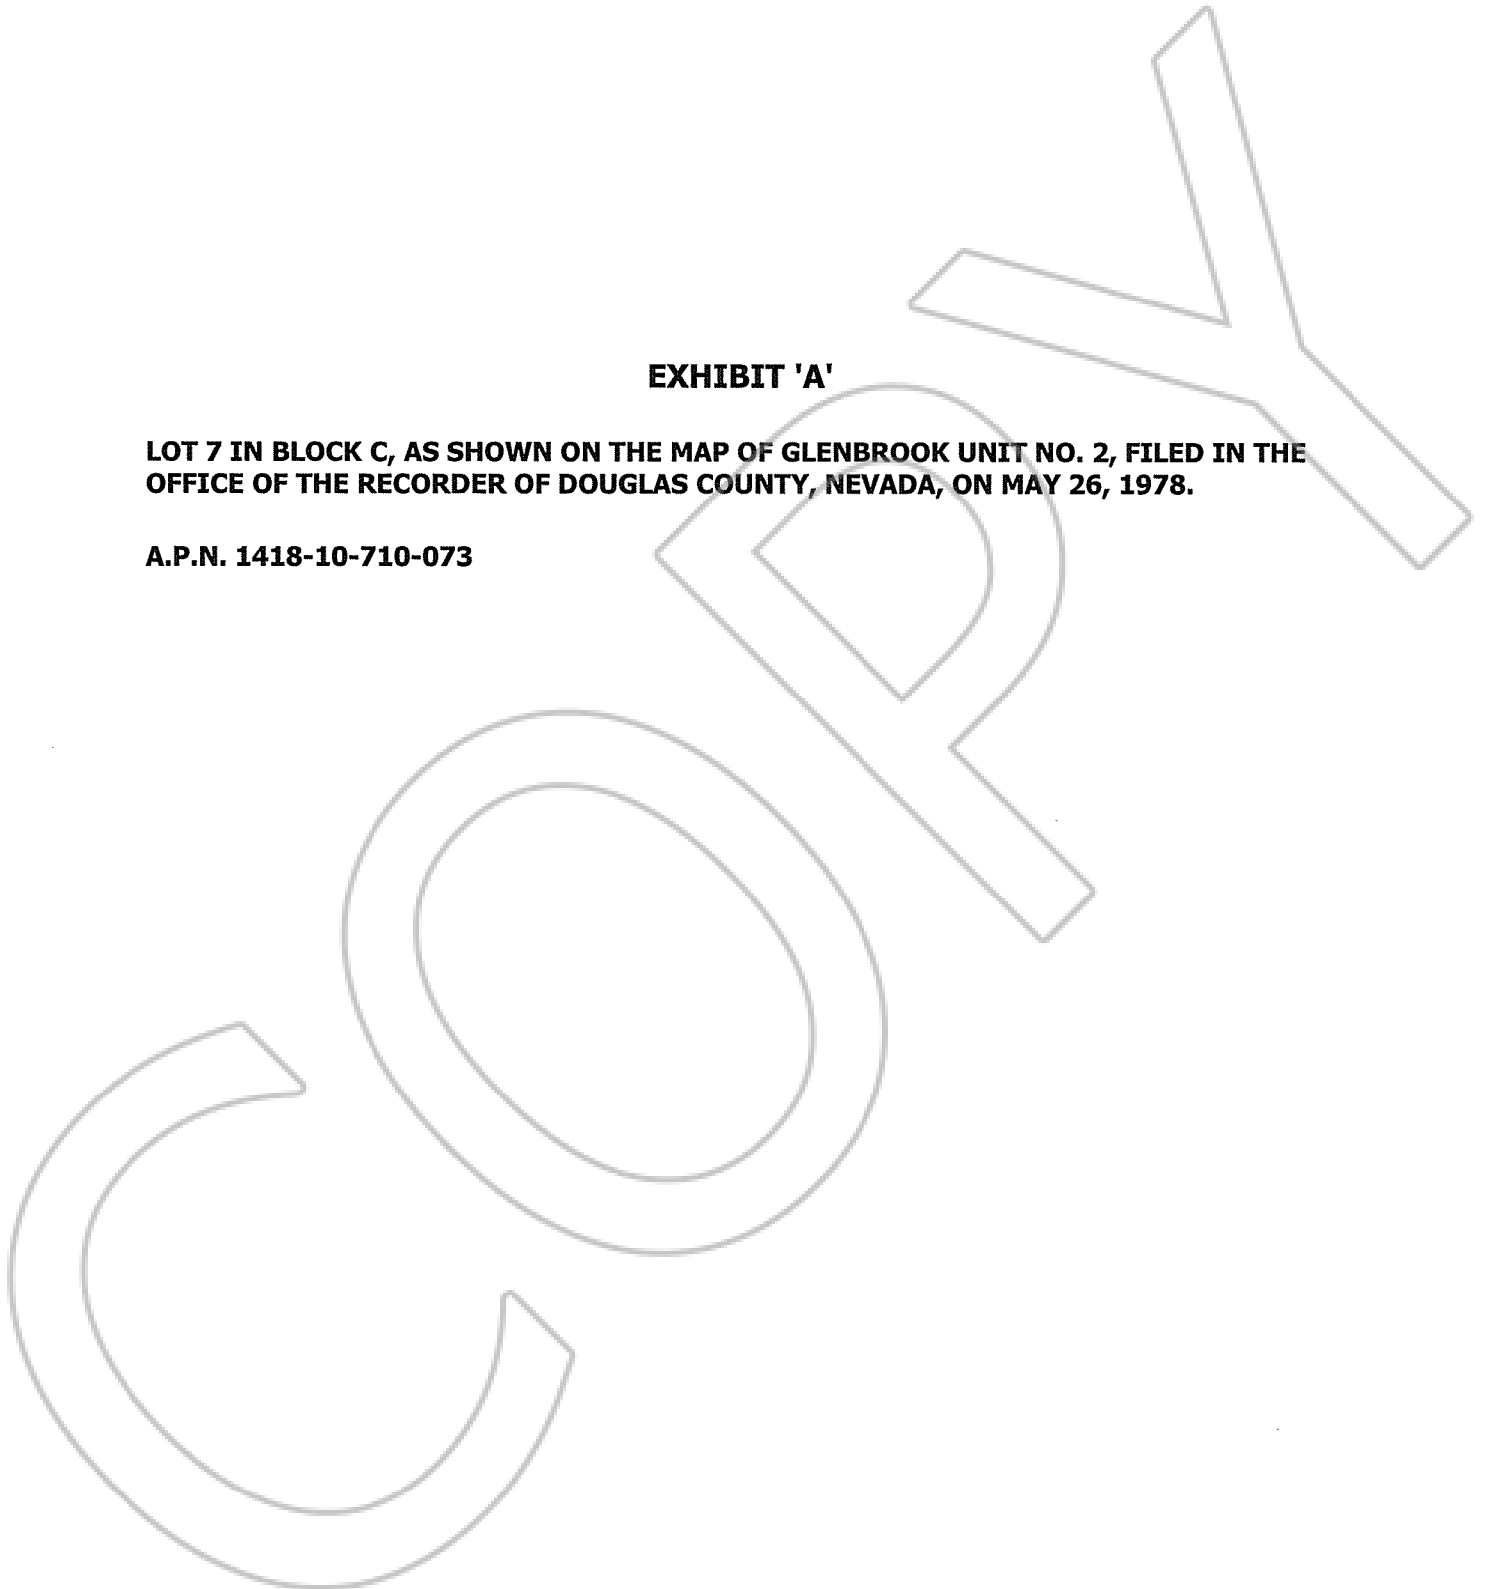 EXHIBIT 'A'
LOT 7 IN BLOCK C, AS SHOWN ON THE MAP OF GLENBROOK UNIT NO. 2, FILED IN THE
OFFICE OF THE RECORDER OF DOUGLAS COUNTY, NEVADA, ON MAY 26, 1978.
A.P.N. 1418-10-710-073
COPY